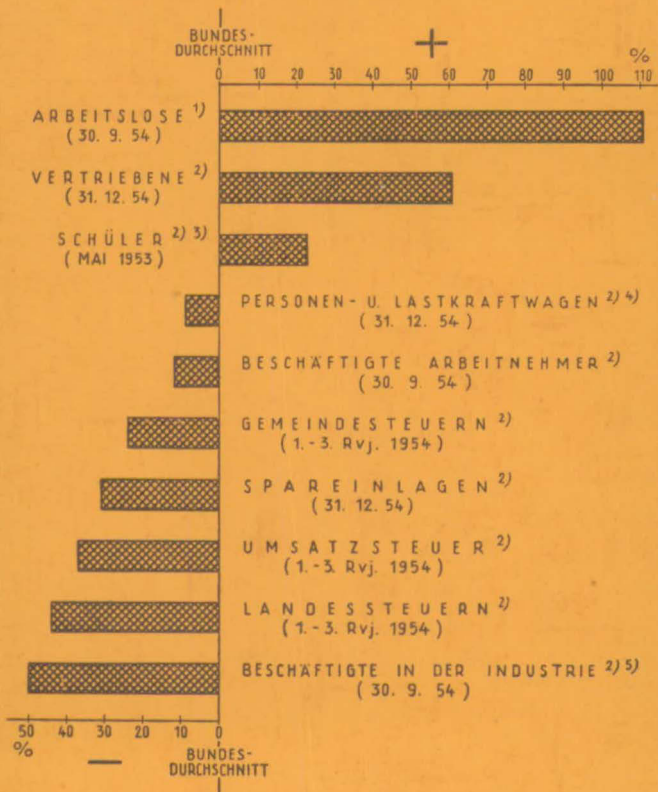 BUNDES-
DURCHSCHNITT
+
%
0 10 20 30 40 50 60 70 80 90 100 110
ARBEITSLOSE 1)
(30. 9. 54)
VERTRIEBENE 2)
(31. 12. 54)
SCHÜLER 2) 3)
(MAI 1953)
PERSONEN- U. LASTKRAFTWAGEN 2) 4)
(31. 12. 54)
BESCHÄFTIGTE ARBEITNEHMER 2)
(30. 9. 54)
GEMEINDESTEUERN 2)
(1.-3. Rvj. 1954)
SPAREINLAGEN 2)
(31. 12. 54)
UMSATZSTEUER 2)
(1.-3. Rvj. 1954)
LANDESSTEUERN 2)
(1.-3. Rvj. 1954)
BESCHÄFTIGTE IN DER INDUSTRIE 2) 5)
(30. 9. 54)
50 40 30 20 10 0
%
—
BUNDES-
DURCHSCHNITT